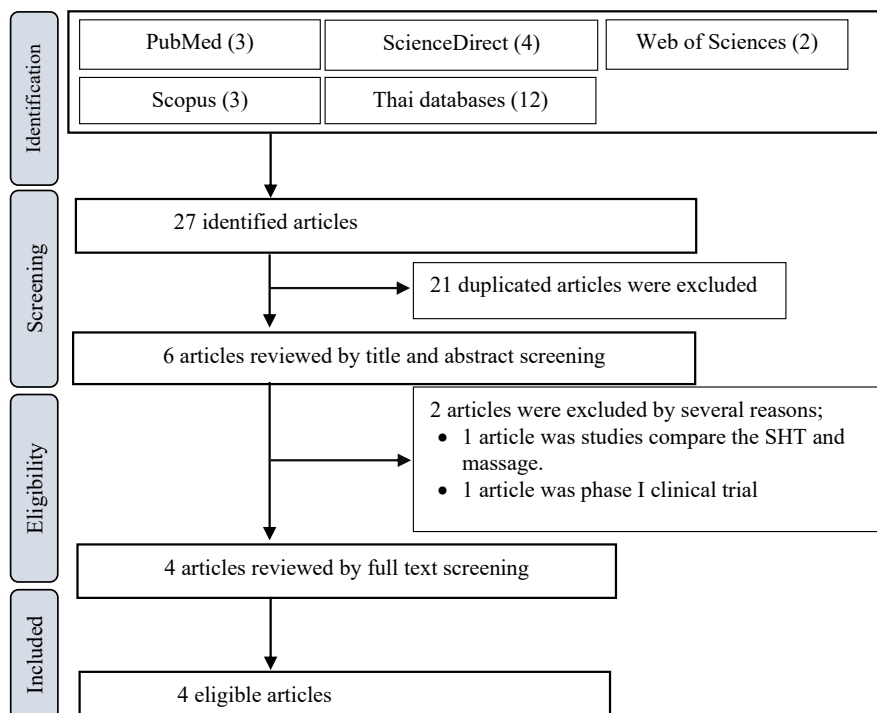 Identification
PubMed (3)
ScienceDirect (4)
Web of Sciences (2)
Scopus (3)
Thai databases (12)
Screening
27 identified articles
21 duplicated articles were excluded
6 articles reviewed by title and abstract screening
Eligibility
2 articles were excluded by several reasons;
• 1 article was studies compare the SHT and
massage.
• 1 article was phase I clinical trial
4 articles reviewed by full text screening
Included
4 eligible articles